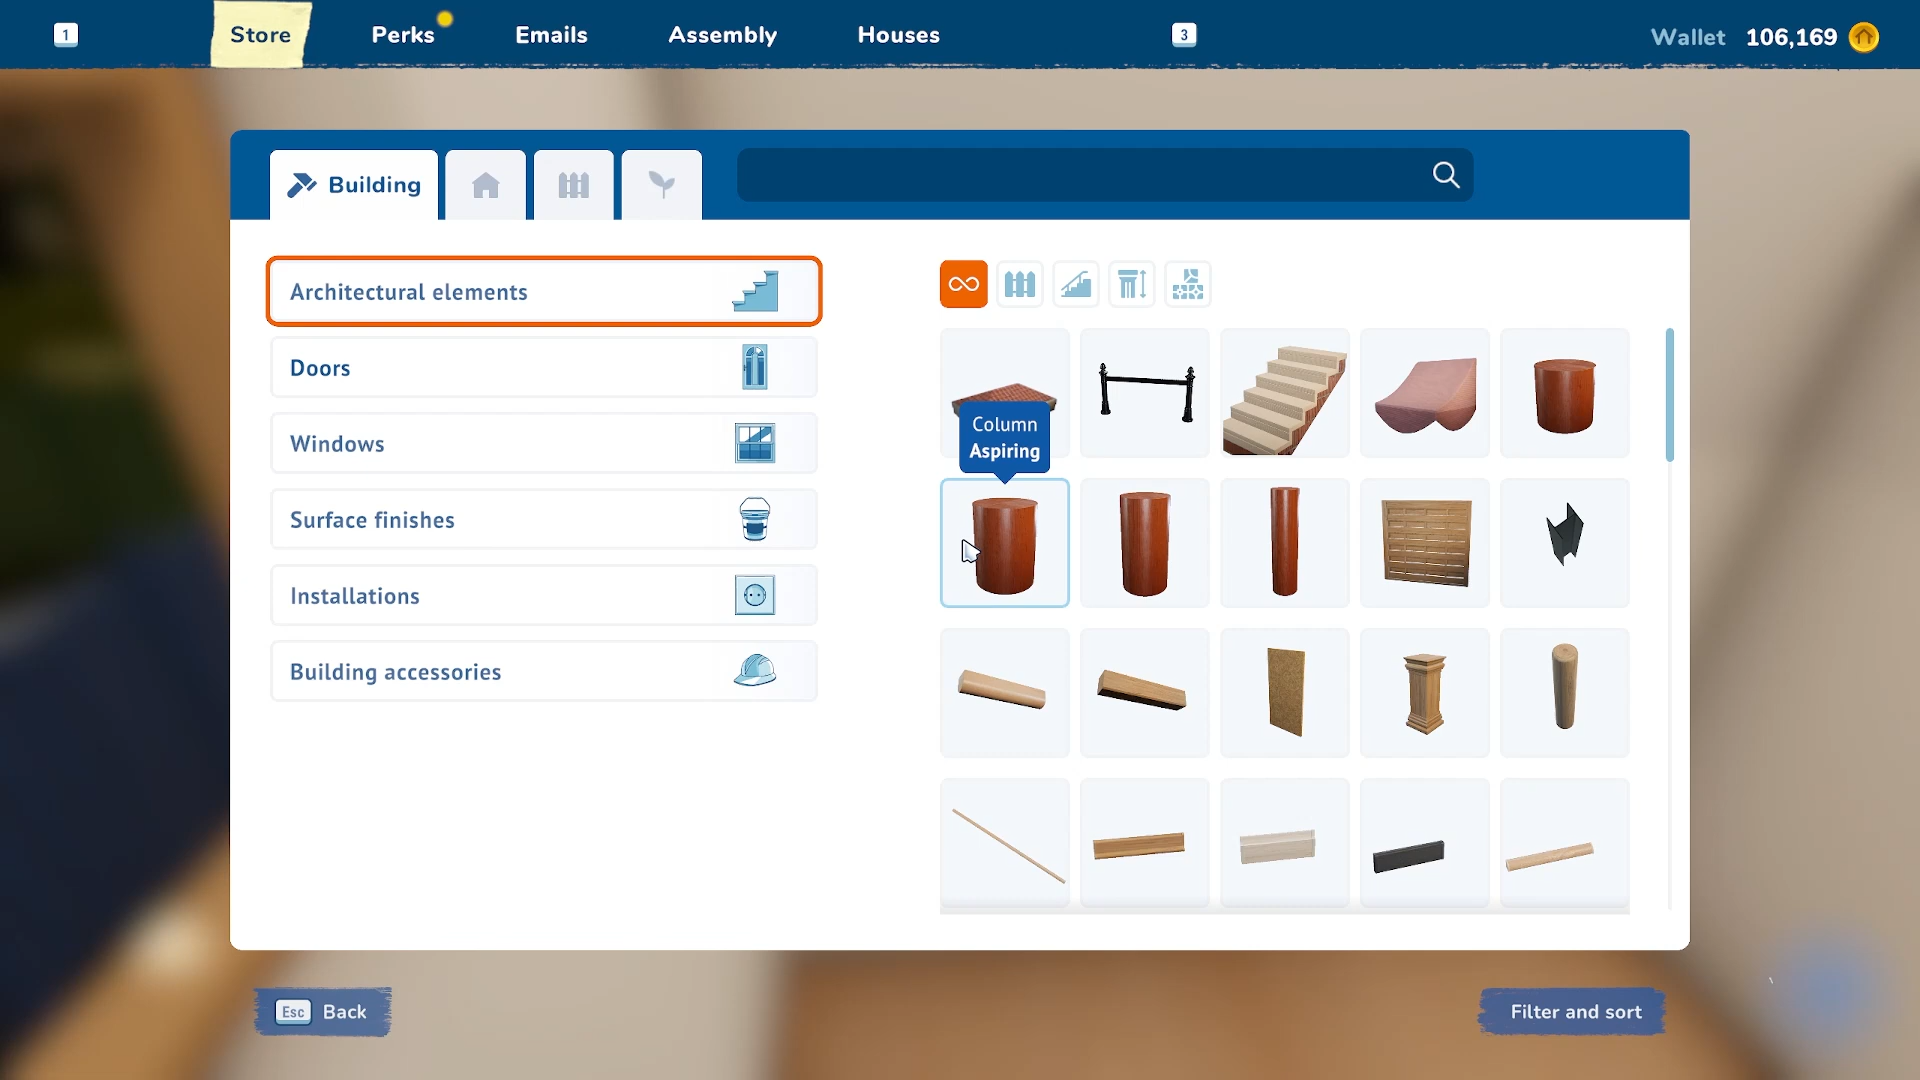 1
Store
Perks
Emails
Assembly
Houses
3
Wallet 106,169
Building
Architectural elements
Doors
Windows
Surface finishes
Installations
Building accessories
Column
Aspiring
Esc Back
Filter and sort